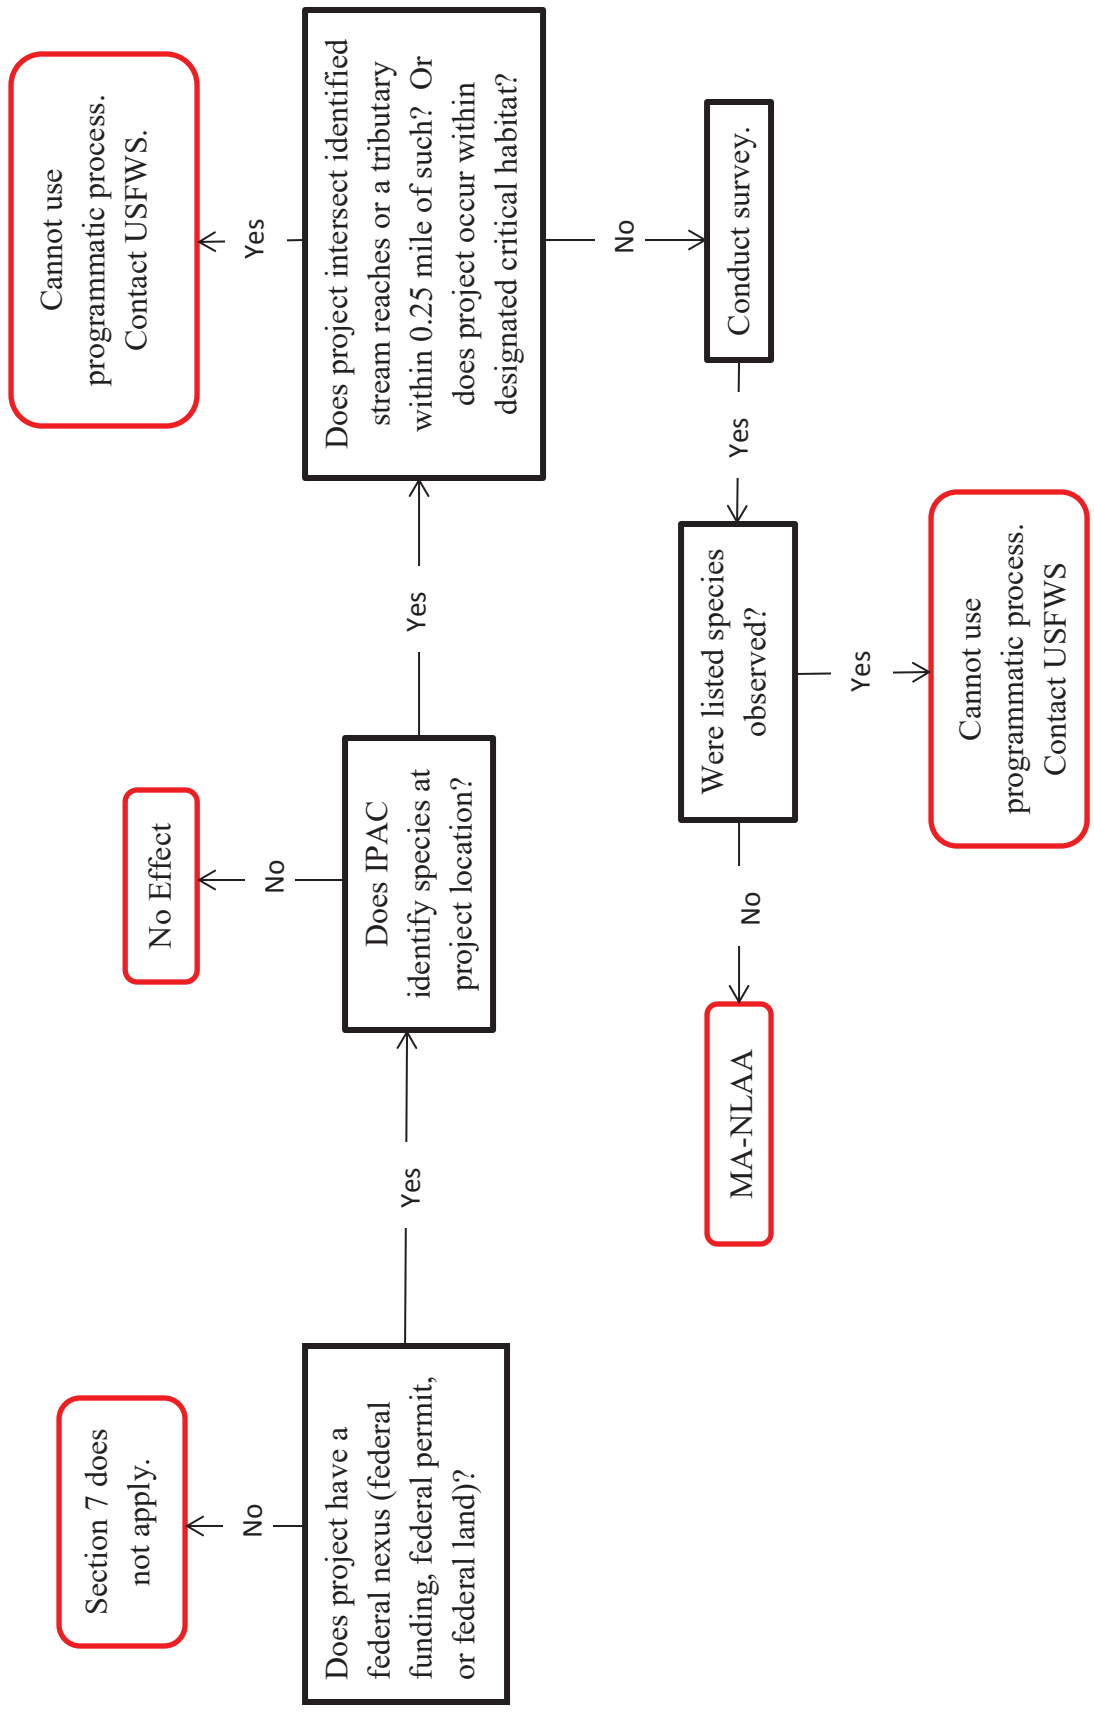 Section 7 does
not apply.
No
Does project have a
federal nexus (federal
funding, federal permit,
or federal land)?
Yes
No Effect
No
Does IPAC
identify species at
project location?
Yes
Cannot use
programmatic process.
Contact USFWS.
Yes
Does project intersect identified
stream reaches or a tributary
within 0.25 mile of such?  Or
does project occur within
designated critical habitat?
No
Conduct survey.
Yes
Were listed species
observed?
No
MA-NLAA
Yes
Cannot use
programmatic process.
Contact USFWS